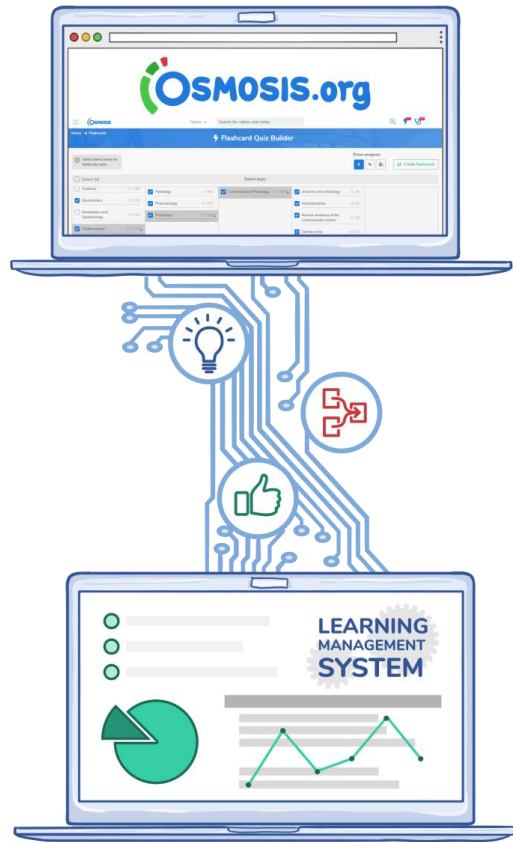 OSMOSIS.org
OSMOSIS
Topics
Search for videos and notes
Home → Flashcards
Flashcard Quiz Builder
Select items below to
build your quiz
Show progress
Create flashcards
Select All
Select topic
Anatomy
Pathology
Cardiovascular Physiology
Anatomy and physiology
Biochemistry
Pharmacology
Hemodynamics
Biostatistics and
Epidemiology
Physiology
Normal variations of the
cardiovascular system
Cardiovascular
Cardiac cycle
LEARNING
MANAGEMENT
SYSTEM